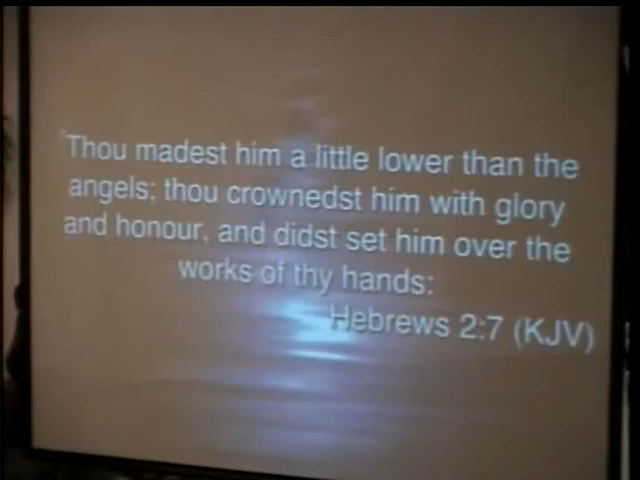 "Thou madest him a little lower than the
angels; thou crownedst him with glory
and honour, and didst set him over the
works of thy hands:
Hebrews 2:7 (KJV)